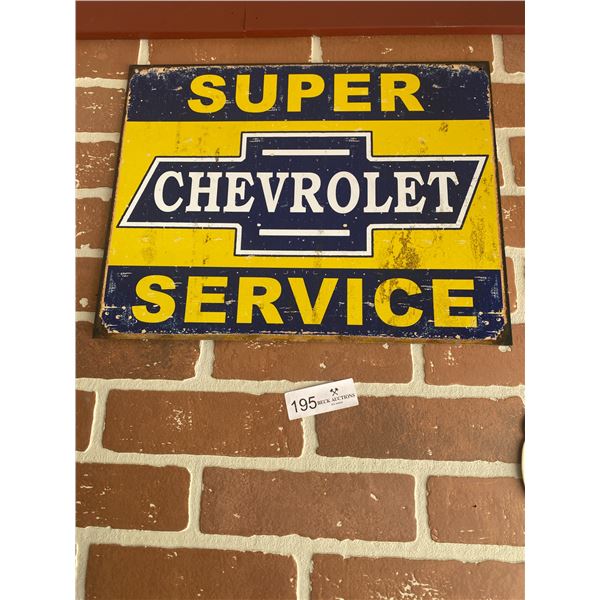 SUPER
CHEVROLET
SERVICE
195 BECK AUCTIONS